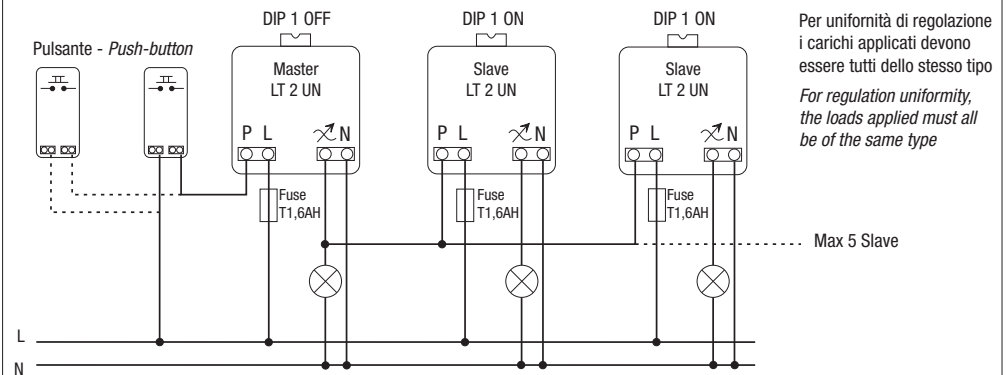 DIP 1 OFF
DIP 1 ON
DIP 1 ON
Pulsante - Push-button
Master
LT 2 UN
Slave
LT 2 UN
Slave
LT 2 UN
Per unifornità di regolazione
i carichi applicati devono
essere tutti dello stesso tipo
For regulation uniformity,
the loads applied must all
be of the same type
P L N
P L N
P L N
Fuse
T1,6AH
Fuse
T1,6AH
Fuse
T1,6AH
Max 5 Slave
L
N